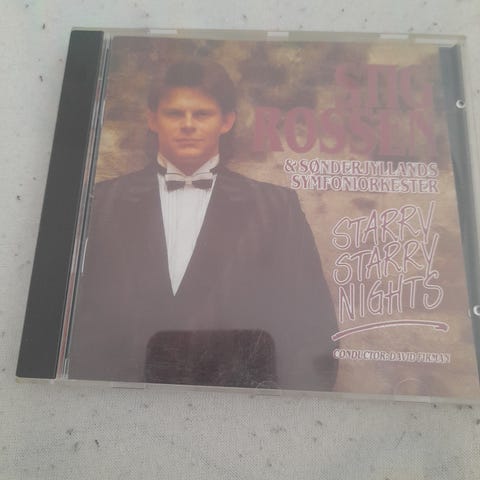 STIG
ROSSEN
& SØNDERJYLLANDS
SYMFONIORKESTER
STARRY
STARRY
NIGHTS
CONDUCTOR: DAVID FIRMAN